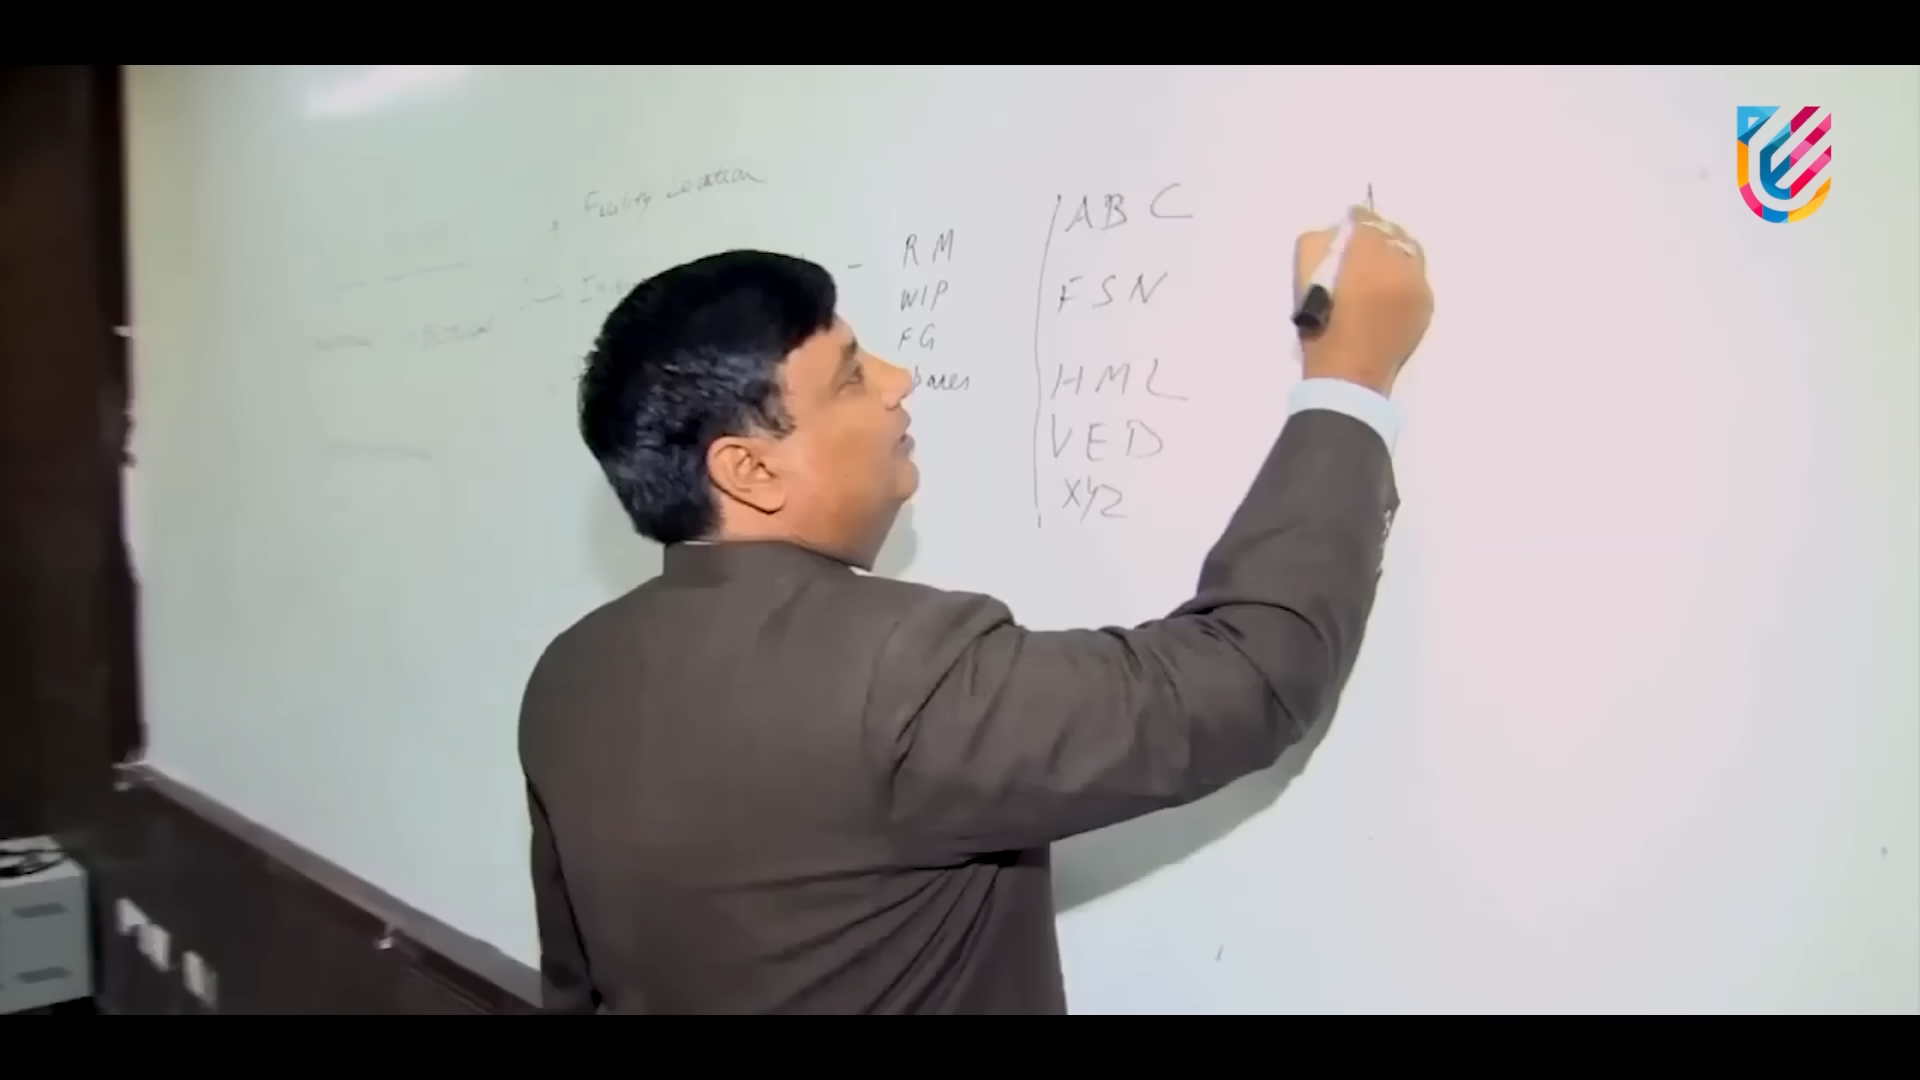 Facility Location
RM
WIP
FG
ABC
FSN
HML
VED
XYZ